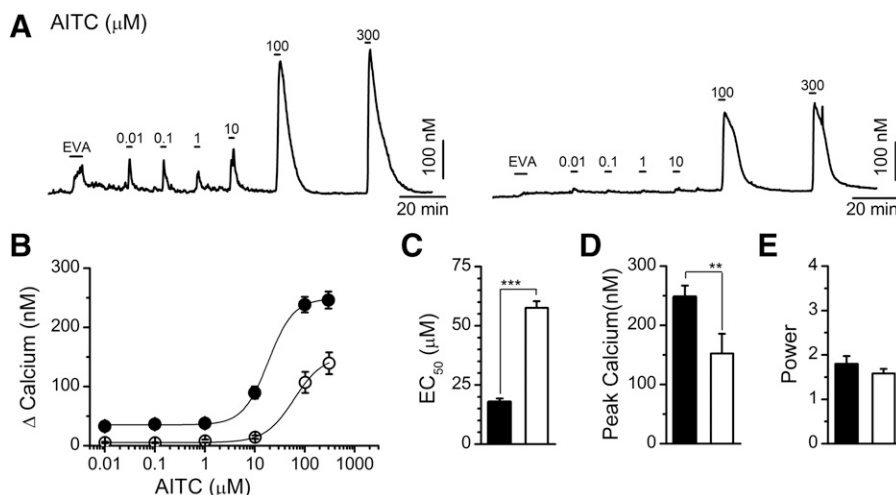 A AITC (μM)
EVA 0.01 0.1 1 10 100 300
100 nM
20 min
EVA 0.01 0.1 1 10 100 300
100 nM
20 min
B
Δ Calcium (nM)
300
200
100
0
0.01 0.1 1 10 100 1000
AITC (μM)
C
EC50 (μM)
75
50
25
0
***
D
Peak Calcium(nM)
300
250
200
150
100
50
0
**
E
Power
4
3
2
1
0